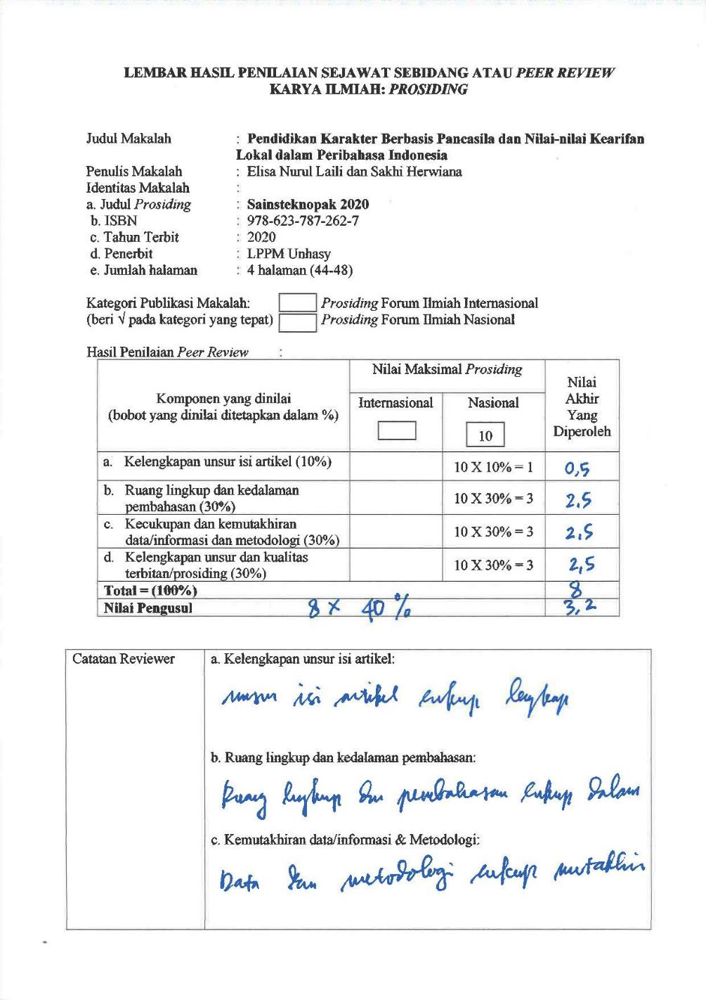 LEMBAR HASIL PENILAIAN SEJAWAT SEBIDANG ATAU PEER REVIEW
KARYA ILMIAH: PROSIDING
Judul Makalah : Pendidikan Karakter Berbasis Pancasila dan Nilai-nilai Kearifan
Lokal dalam Peribahasa Indonesia
Penulis Makalah : Elisa Nurul Laili dan Sakhi Herwiana
Identitas Makalah :
a. Judul Prosiding : Sainsteknopak 2020
b. ISBN : 978-623-787-262-7
c. Tahun Terbit : 2020
d. Penerbit : LPPM Unhasy
e. Jumlah halaman : 4 halaman (44-48)
Kategori Publikasi Makalah: Prosiding Forum Ilmiah Internasional
(beri √ pada kategori yang tepat) Prosiding Forum Ilmiah Nasional
Hasil Penilaian Peer Review :
Komponen yang dinilai
(bobot yang dinilai ditetapkan dalam %)
Nilai Maksimal Prosiding
Internasional
Nasional
10
Nilai
Akhir
Yang
Diperoleh
a. Kelengkapan unsur isi artikel (10%) 10 X 10% = 1 0,5
b. Ruang lingkup dan kedalaman
pembahasan (30%) 10 X 30% = 3 2,5
c. Kecukupan dan kemutakhiran
data/informasi dan metodologi (30%) 10 X 30% = 3 2,5
d. Kelengkapan unsur dan kualitas
terbitan/prosiding (30%) 10 X 30% = 3 2,5
Total = (100%) 8
Nilai Pengusul 8 x 40 % 3,2
Catatan Reviewer
a. Kelengkapan unsur isi artikel:
unsur isi artikel cukup lengkap
b. Ruang lingkup dan kedalaman pembahasan:
Ruang lingkup dan pembahasan cukup dalam
c. Kemutakhiran data/informasi & Metodologi:
Data dan metodologi cukup mutakhir